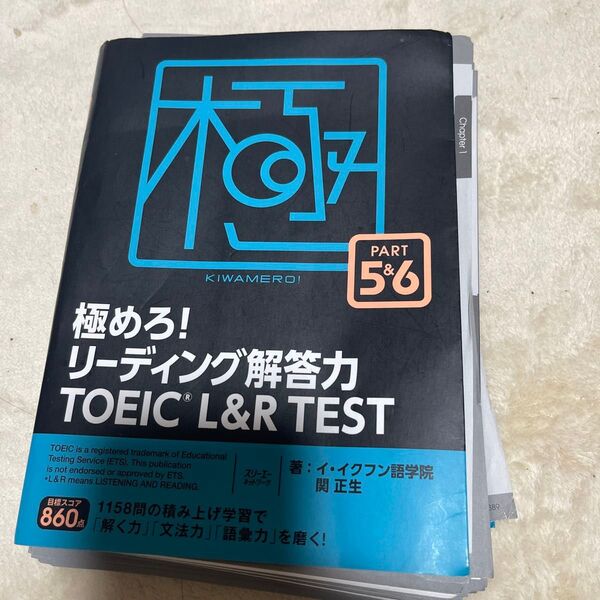 極
KIWAMERO!
PART
5&6
極めろ！
リーディング解答力
TOEIC® L&R TEST
TOEIC is a registered trademark of Educational
Testing Service (ETS). This publication
is not endorsed or approved by ETS.
*L&R means LISTENING AND READING.
スリーエー
ネットワーク
著：イ・イクフン語学院
関 正生
目標スコア
860点
1158問の積み上げ学習で
「解く力」「文法力」「語彙力」を磨く！
Chapter 1
389